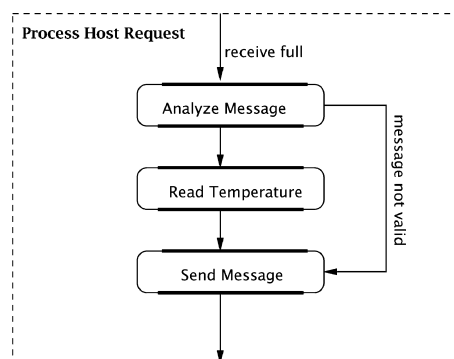 Process Host Request
receive full
Analyze Message
message not valid
Read Temperature
Send Message